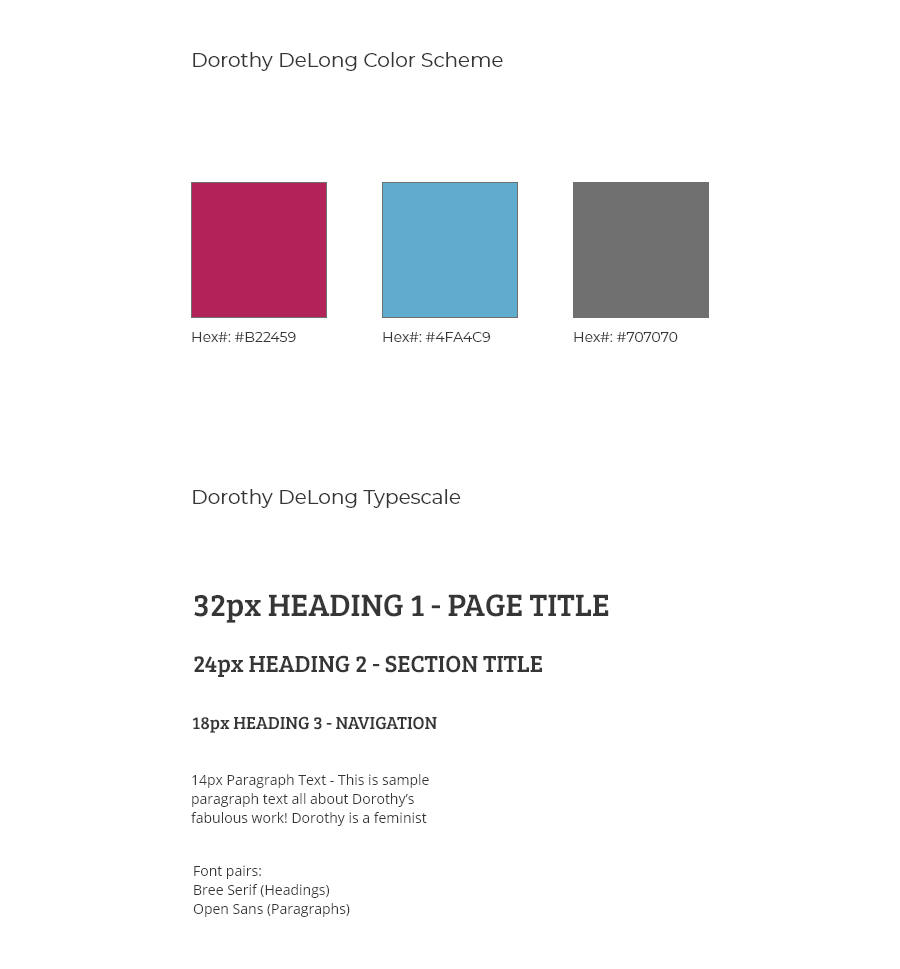 Dorothy DeLong Color Scheme
Hex#: #B22459
Hex#: #4FA4C9
Hex#: #707070
Dorothy DeLong Typescale
32px HEADING 1 - PAGE TITLE
24px HEADING 2 - SECTION TITLE
18px HEADING 3 - NAVIGATION
14px Paragraph Text - This is sample
paragraph text all about Dorothy’s
fabulous work! Dorothy is a feminist
Font pairs:
Bree Serif (Headings)
Open Sans (Paragraphs)